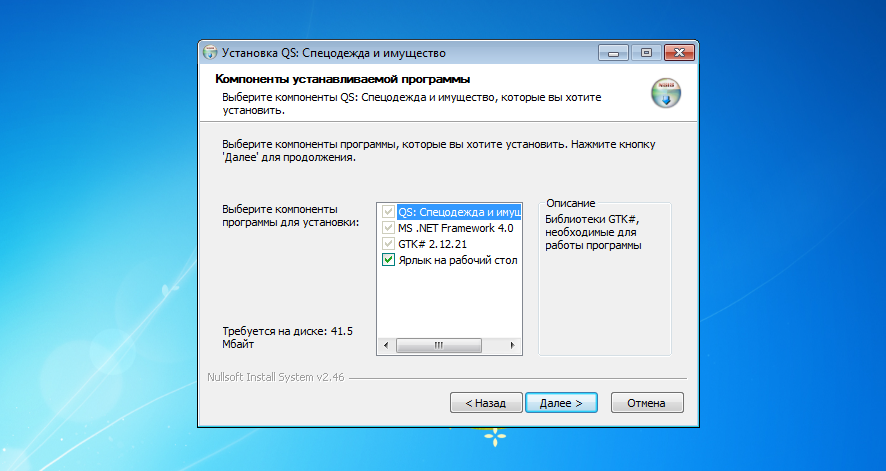 Установка QS: Спецодежда и имущество
Компоненты устанавливаемой программы
Выберите компоненты QS: Спецодежда и имущество, которые вы хотите
установить.
Выберите компоненты программы, которые вы хотите установить. Нажмите кнопку
'Далее' для продолжения.
Выберите компоненты
программы для установки:
QS: Спецодежда и имущ
MS .NET Framework 4.0
GTK# 2.12.21
Ярлык на рабочий стол
Описание
Библиотеки GTK#,
необходимые для
работы программы
Требуется на диске: 41.5
Мбайт
Nullsoft Install System v2.46
< Назад
Далее >
Отмена